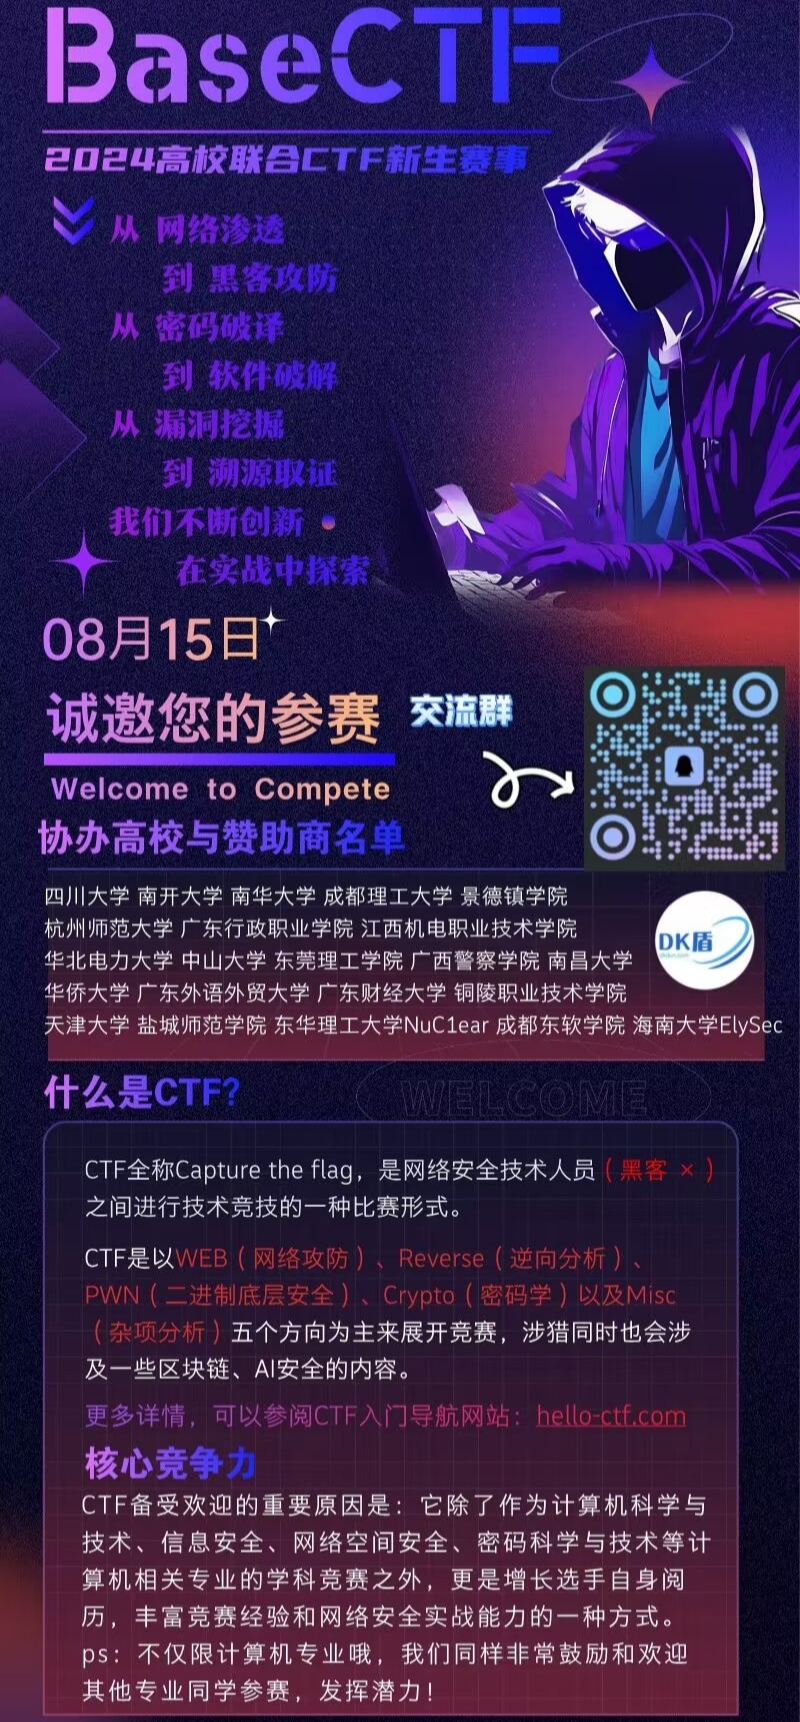 BaseCTF
2024高校联合CTF新生赛事
从 网络渗透
到 黑客攻防
从 密码破译
到 软件破解
从 漏洞挖掘
到 溯源取证
我们不断创新
在实战中探索
08月15日
诚邀您的参赛
交流群
Welcome to Compete
协办高校与赞助商名单
四川大学 南开大学 南华大学 成都理工大学 景德镇学院
杭州师范大学 广东行政职业学院 江西机电职业技术学院
华北电力大学 中山大学 东莞理工学院 广西警察学院 南昌大学
华侨大学 广东外语外贸大学 广东财经大学 铜陵职业技术学院
天津大学 盐城师范学院 东华理工大学NuC1ear 成都东软学院 海南大学ElySec
DK盾
什么是CTF?
WELCOME
CTF全称Capture the flag，是网络安全技术人员（黑客 ×）
之间进行技术竞技的一种比赛形式。
CTF是以WEB（网络攻防）、Reverse（逆向分析）、
PWN（二进制底层安全）、Crypto（密码学）以及Misc
（杂项分析）五个方向为主来展开竞赛，涉猎同时也会涉
及一些区块链、AI安全的内容。
更多详情，可以参阅CTF入门导航网站：hello-ctf.com
核心竞争力
CTF备受欢迎的重要原因是：它除了作为计算机科学与
技术、信息安全、网络空间安全、密码科学与技术等计
算机相关专业的学科竞赛之外，更是增长选手自身阅
历，丰富竞赛经验和网络安全实战能力的一种方式。
ps：不仅限计算机专业哦，我们同样非常鼓励和欢迎
其他专业同学参赛，发挥潜力！